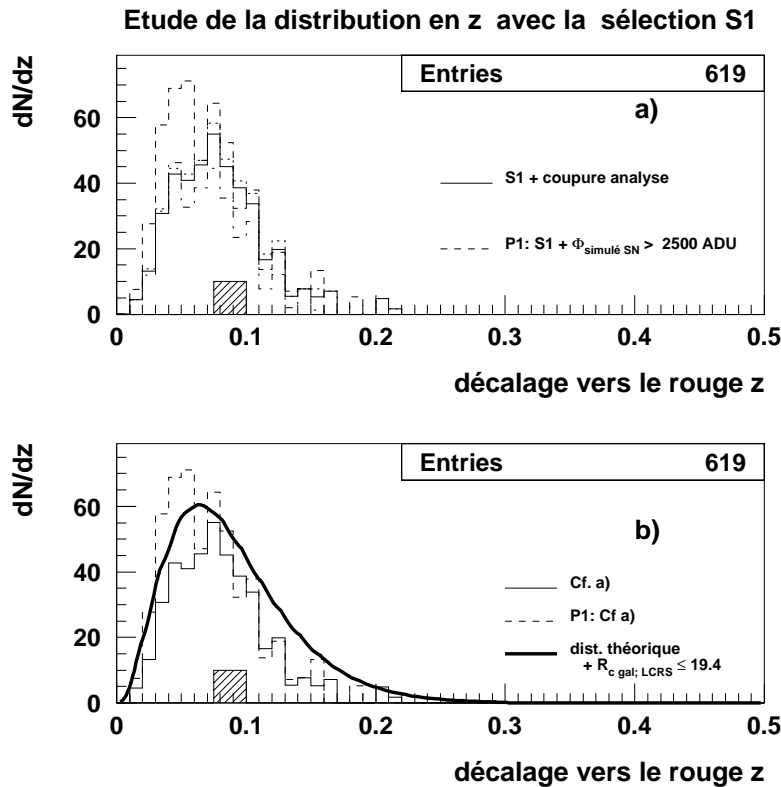 Etude de la distribution en z avec la sélection S1
dN/dz
Entries 619
a)
S1 + coupure analyse
P1: S1 + Φsimulé SN > 2500 ADU
60
40
20
0
0 0.1 0.2 0.3 0.4 0.5
décalage vers le rouge z
dN/dz
Entries 619
b)
Cf. a)
P1: Cf a)
dist. théorique
+ Rc gal; LCRS ≤ 19.4
60
40
20
0
0 0.1 0.2 0.3 0.4 0.5
décalage vers le rouge z